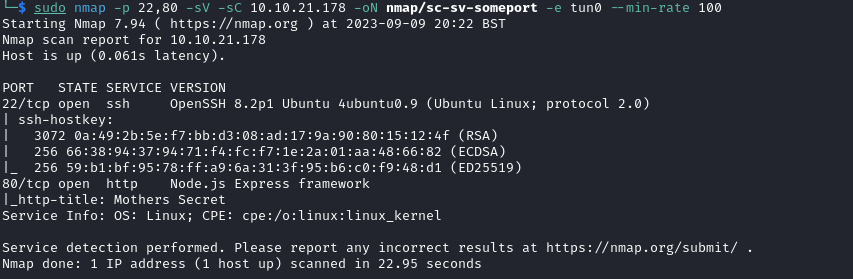 └─$ sudo nmap -p 22,80 -sV -sC 10.10.21.178 -oN nmap/sc-sv-someport -e tun0 --min-rate 100
Starting Nmap 7.94 ( https://nmap.org ) at 2023-09-09 20:22 BST
Nmap scan report for 10.10.21.178
Host is up (0.061s latency).

PORT   STATE SERVICE VERSION
22/tcp open  ssh     OpenSSH 8.2p1 Ubuntu 4ubuntu0.9 (Ubuntu Linux; protocol 2.0)
| ssh-hostkey:
|   3072 0a:49:2b:5e:f7:bb:d3:08:ad:17:9a:90:80:15:12:4f (RSA)
|   256 66:38:94:37:94:71:f4:fc:f7:1e:2a:01:aa:48:66:82 (ECDSA)
|_  256 59:b1:bf:95:78:ff:a9:6a:31:3f:95:b6:c0:f9:48:d1 (ED25519)
80/tcp open  http    Node.js Express framework
|_http-title: Mothers Secret
Service Info: OS: Linux; CPE: cpe:/o:linux:linux_kernel

Service detection performed. Please report any incorrect results at https://nmap.org/submit/ .
Nmap done: 1 IP address (1 host up) scanned in 22.95 seconds